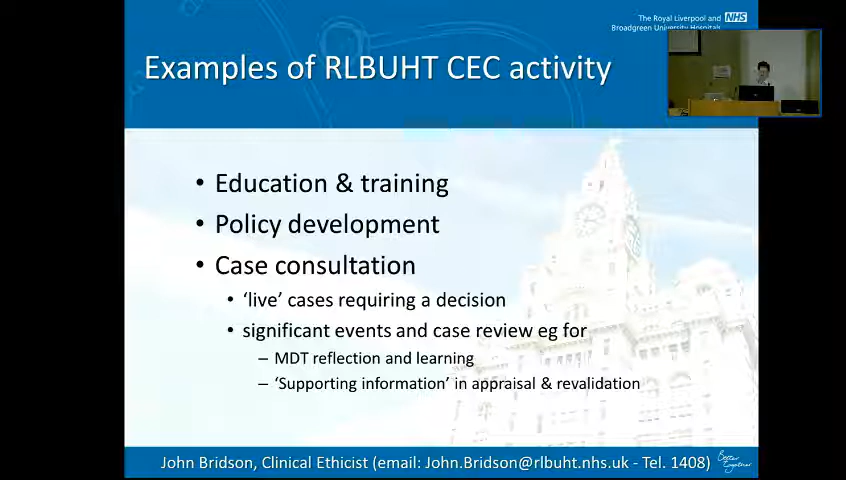 The Royal Liverpool and NHS
Broadgreen University Hospitals
Examples of RLBUHT CEC activity
• Education & training
• Policy development
• Case consultation
• ‘live’ cases requiring a decision
• significant events and case review eg for
– MDT reflection and learning
– ‘Supporting information’ in appraisal & revalidation
John Bridson, Clinical Ethicist (email: John.Bridson@rlbuht.nhs.uk - Tel. 1408)
Better
Together